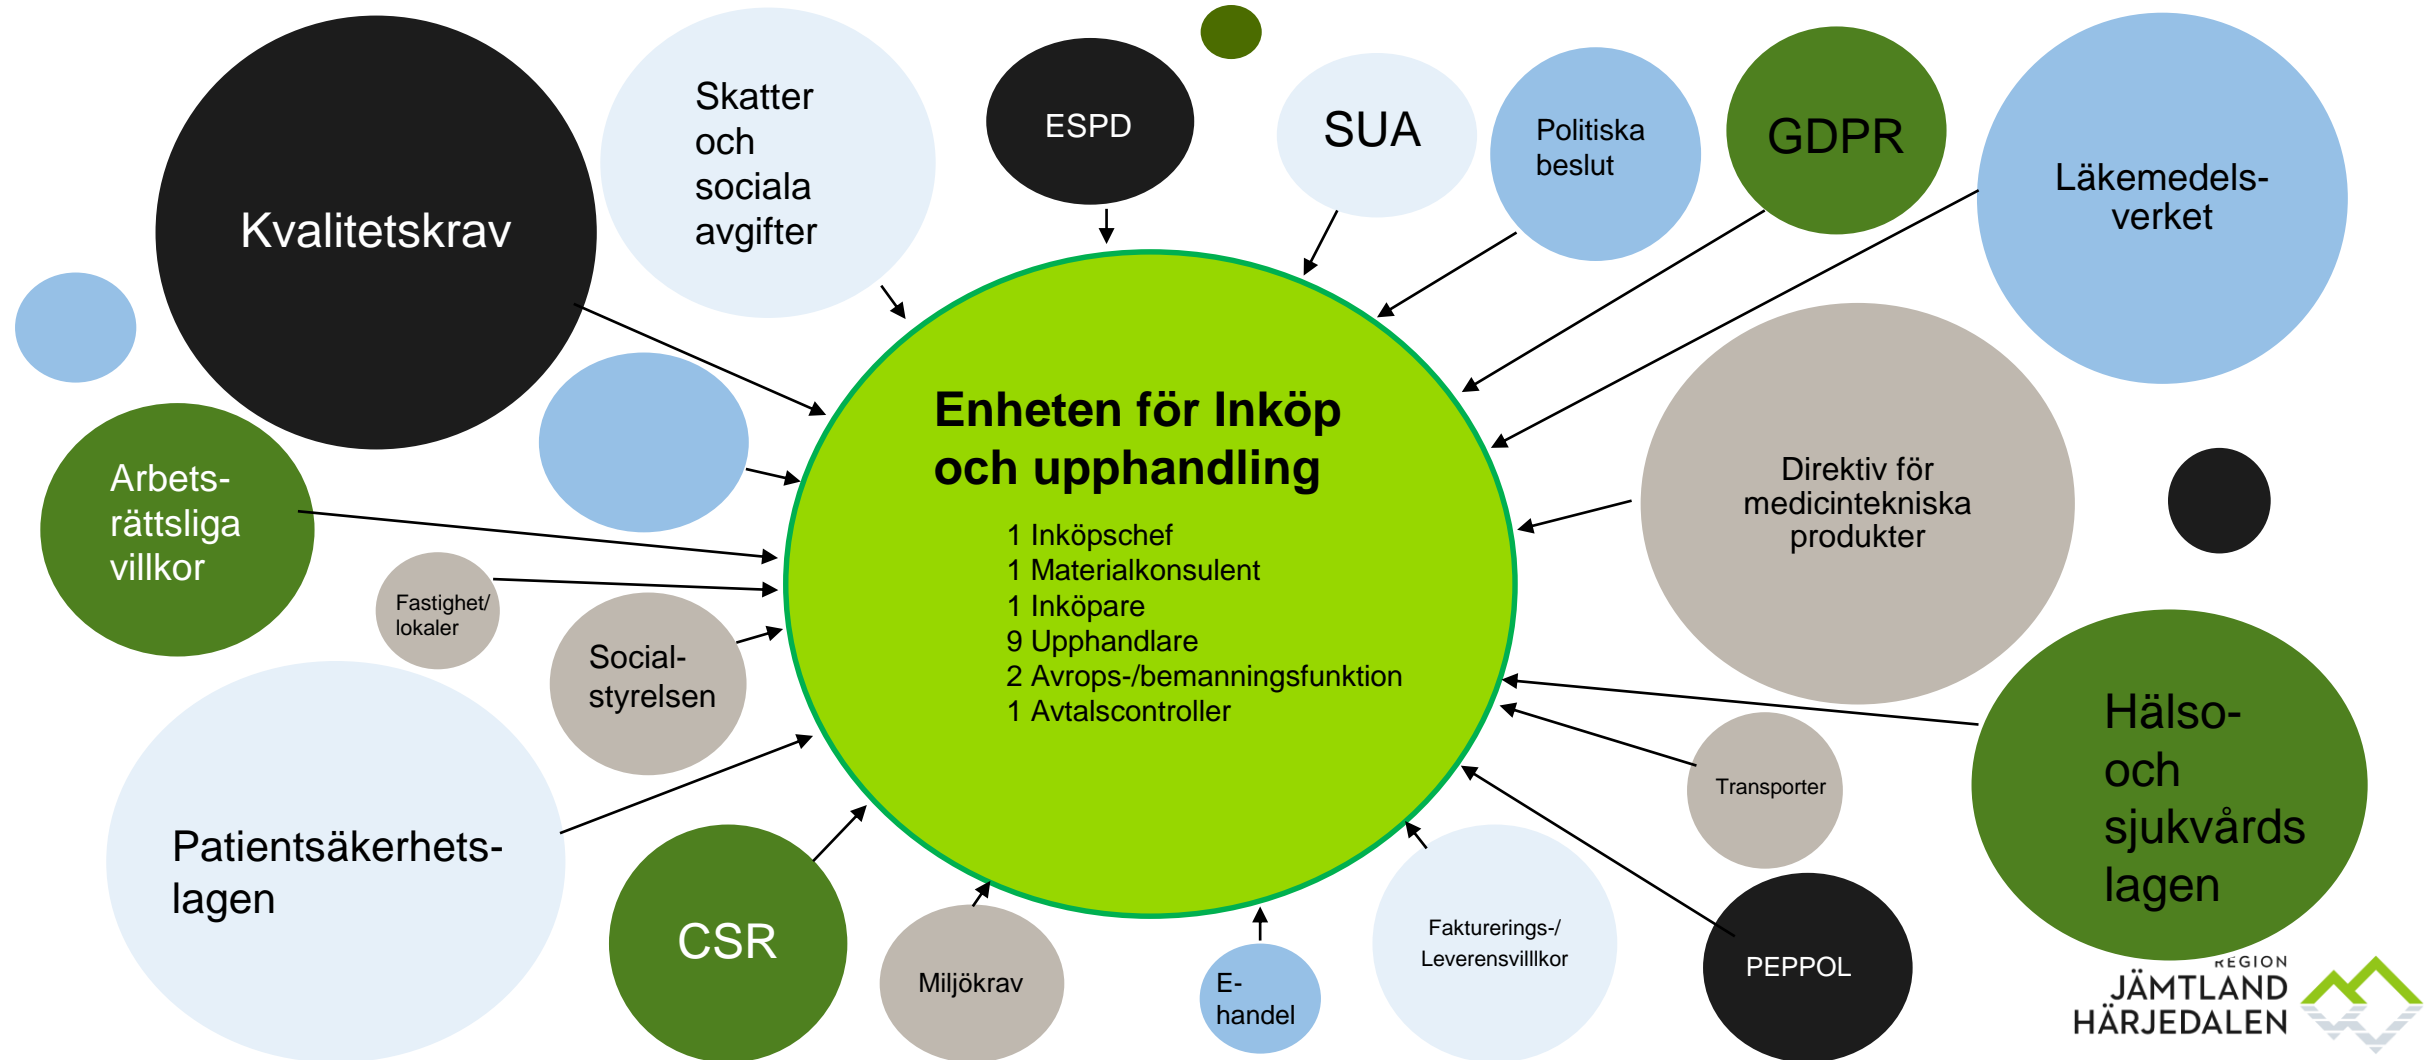 Kvalitetskrav
Skatter
och
sociala
avgifter
ESPD
SUA
Politiska
beslut
GDPR
Läkemedels-
verket
Enheten för Inköp
och upphandling
1 Inköpschef
1 Materialkonsulent
1 Inköpare
9 Upphandlare
2 Avrops-/bemanningsfunktion
1 Avtalscontroller
Direktiv för
medicintekniska
produkter
Arbets-
rättsliga
villkor
Fastighet/
lokaler
Social-
styrelsen
Patientsäkerhets-
lagen
CSR
Miljökrav
E-
handel
Fakturerings-/
Leverensvilllkor
PEPPOL
Transporter
Hälso-
och
sjukvårds
lagen
REGION
JÄMTLAND
HÄRJEDALEN